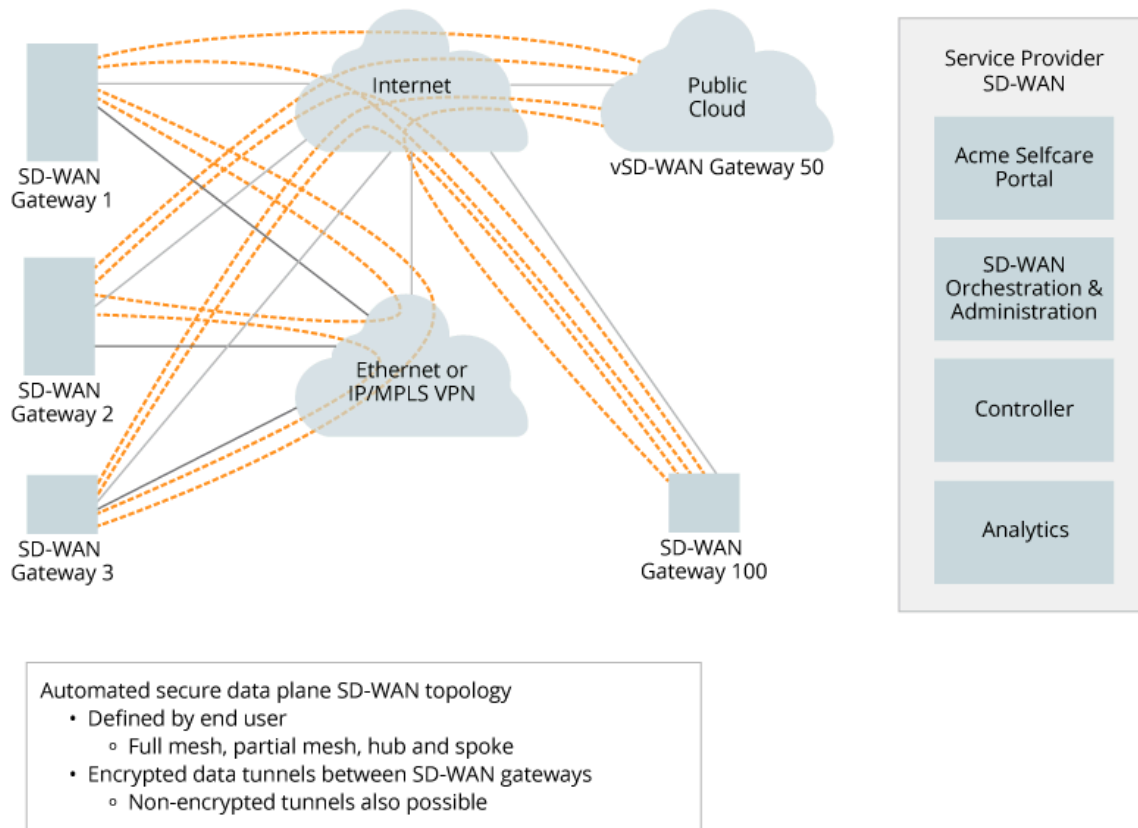 Internet
Public
Cloud
vSD-WAN Gateway 50
SD-WAN
Gateway 1
SD-WAN
Gateway 2
Ethernet or
IP/MPLS VPN
SD-WAN
Gateway 3
SD-WAN
Gateway 100
Service Provider
SD-WAN
Acme Selfcare
Portal
SD-WAN
Orchestration &
Administration
Controller
Analytics
Automated secure data plane SD-WAN topology
• Defined by end user
○ Full mesh, partial mesh, hub and spoke
• Encrypted data tunnels between SD-WAN gateways
○ Non-encrypted tunnels also possible